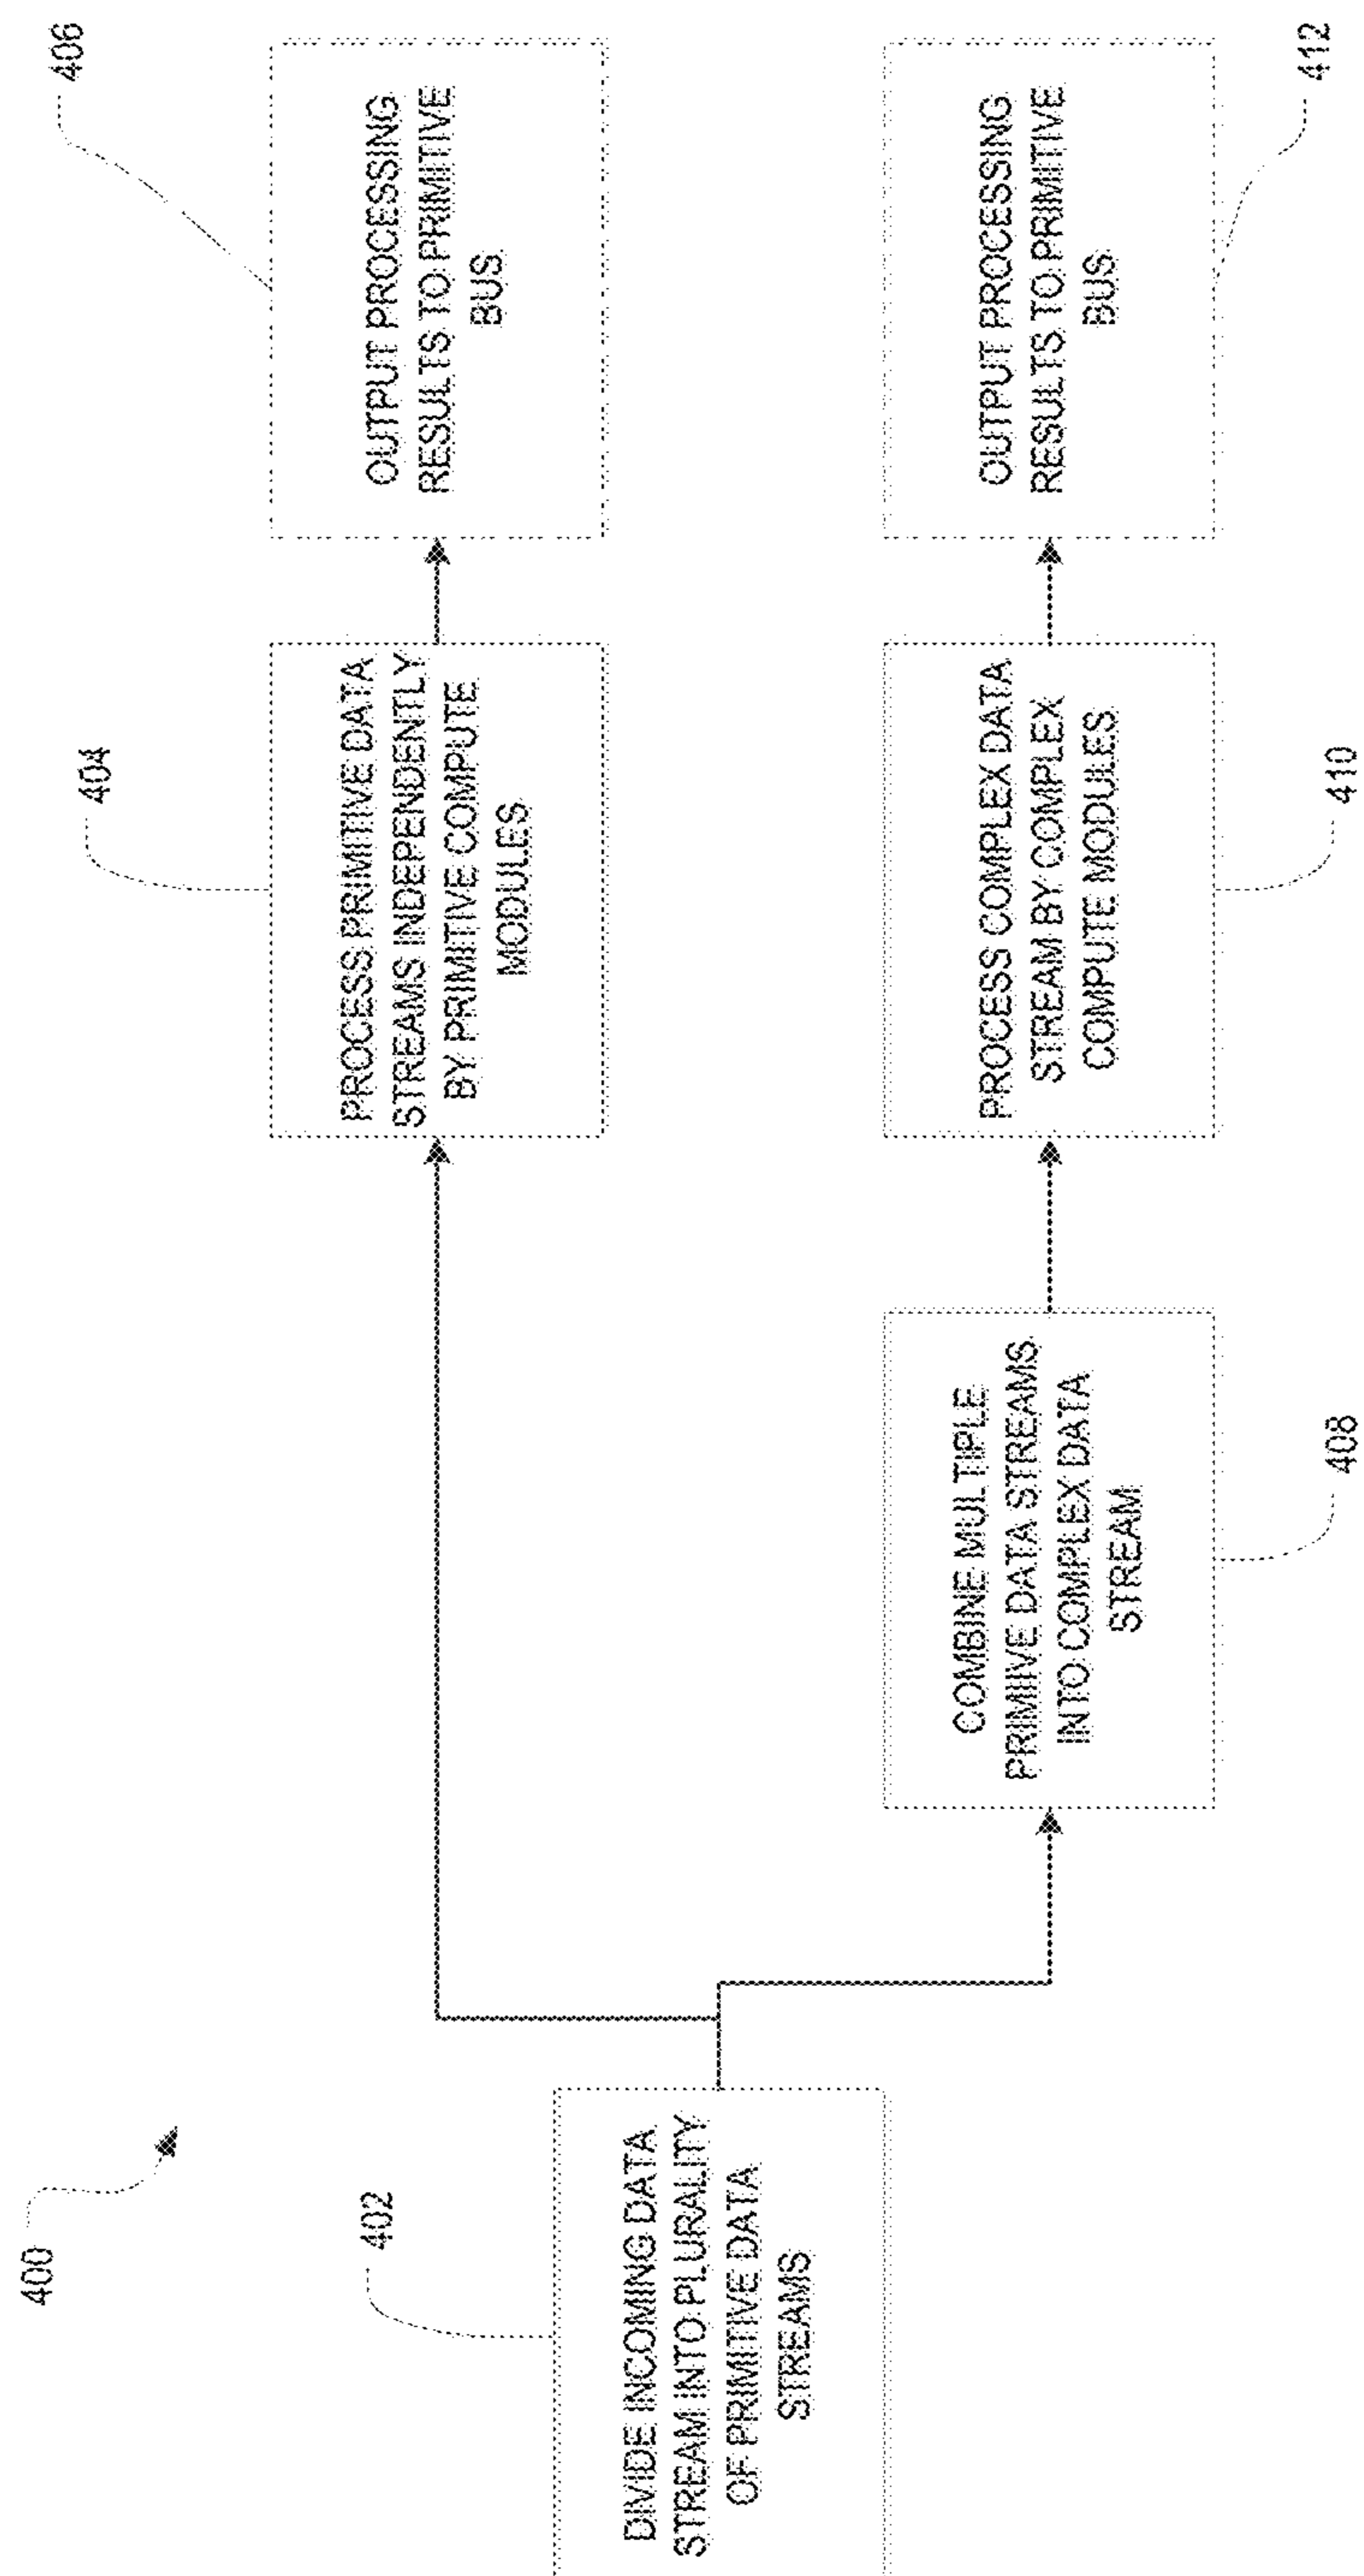 400
402
DIVIDE INCOMING DATA
STREAM INTO PLURALITY
OF PRIMITIVE DATA
STREAMS
404
PROCESS PRIMITIVE DATA
STREAMS INDEPENDENTLY
BY PRIMITIVE COMPUTE
MODULES
406
OUTPUT PROCESSING
RESULTS TO PRIMITIVE
BUS
COMBINE MULTIPLE
PRIMIIVE DATA STREAMS
INTO COMPLEX DATA
STREAM
408
PROCESS COMPLEX DATA
STREAM BY COMPLEX
COMPUTE MODULES
410
OUTPUT PROCESSING
RESULTS TO PRIMITIVE
BUS
412